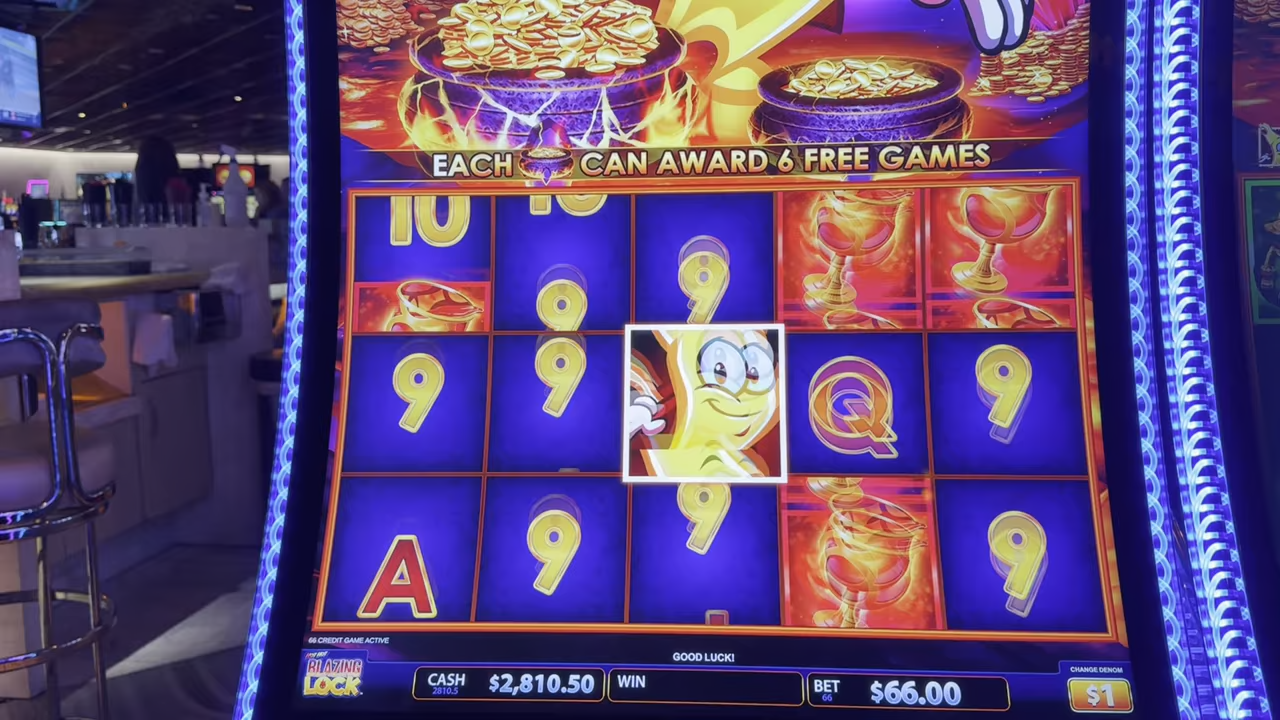 EACH CAN AWARD 6 FREE GAMES
10 10 9
9
9 9 Q 9
A 9 9 9
66 CREDIT GAME ACTIVE
GOOD LUCK!
BLAZING
LOCK
CASH $2,810.50
2810.5
WIN
BET $66.00
66
CHANGE DENOM
$1